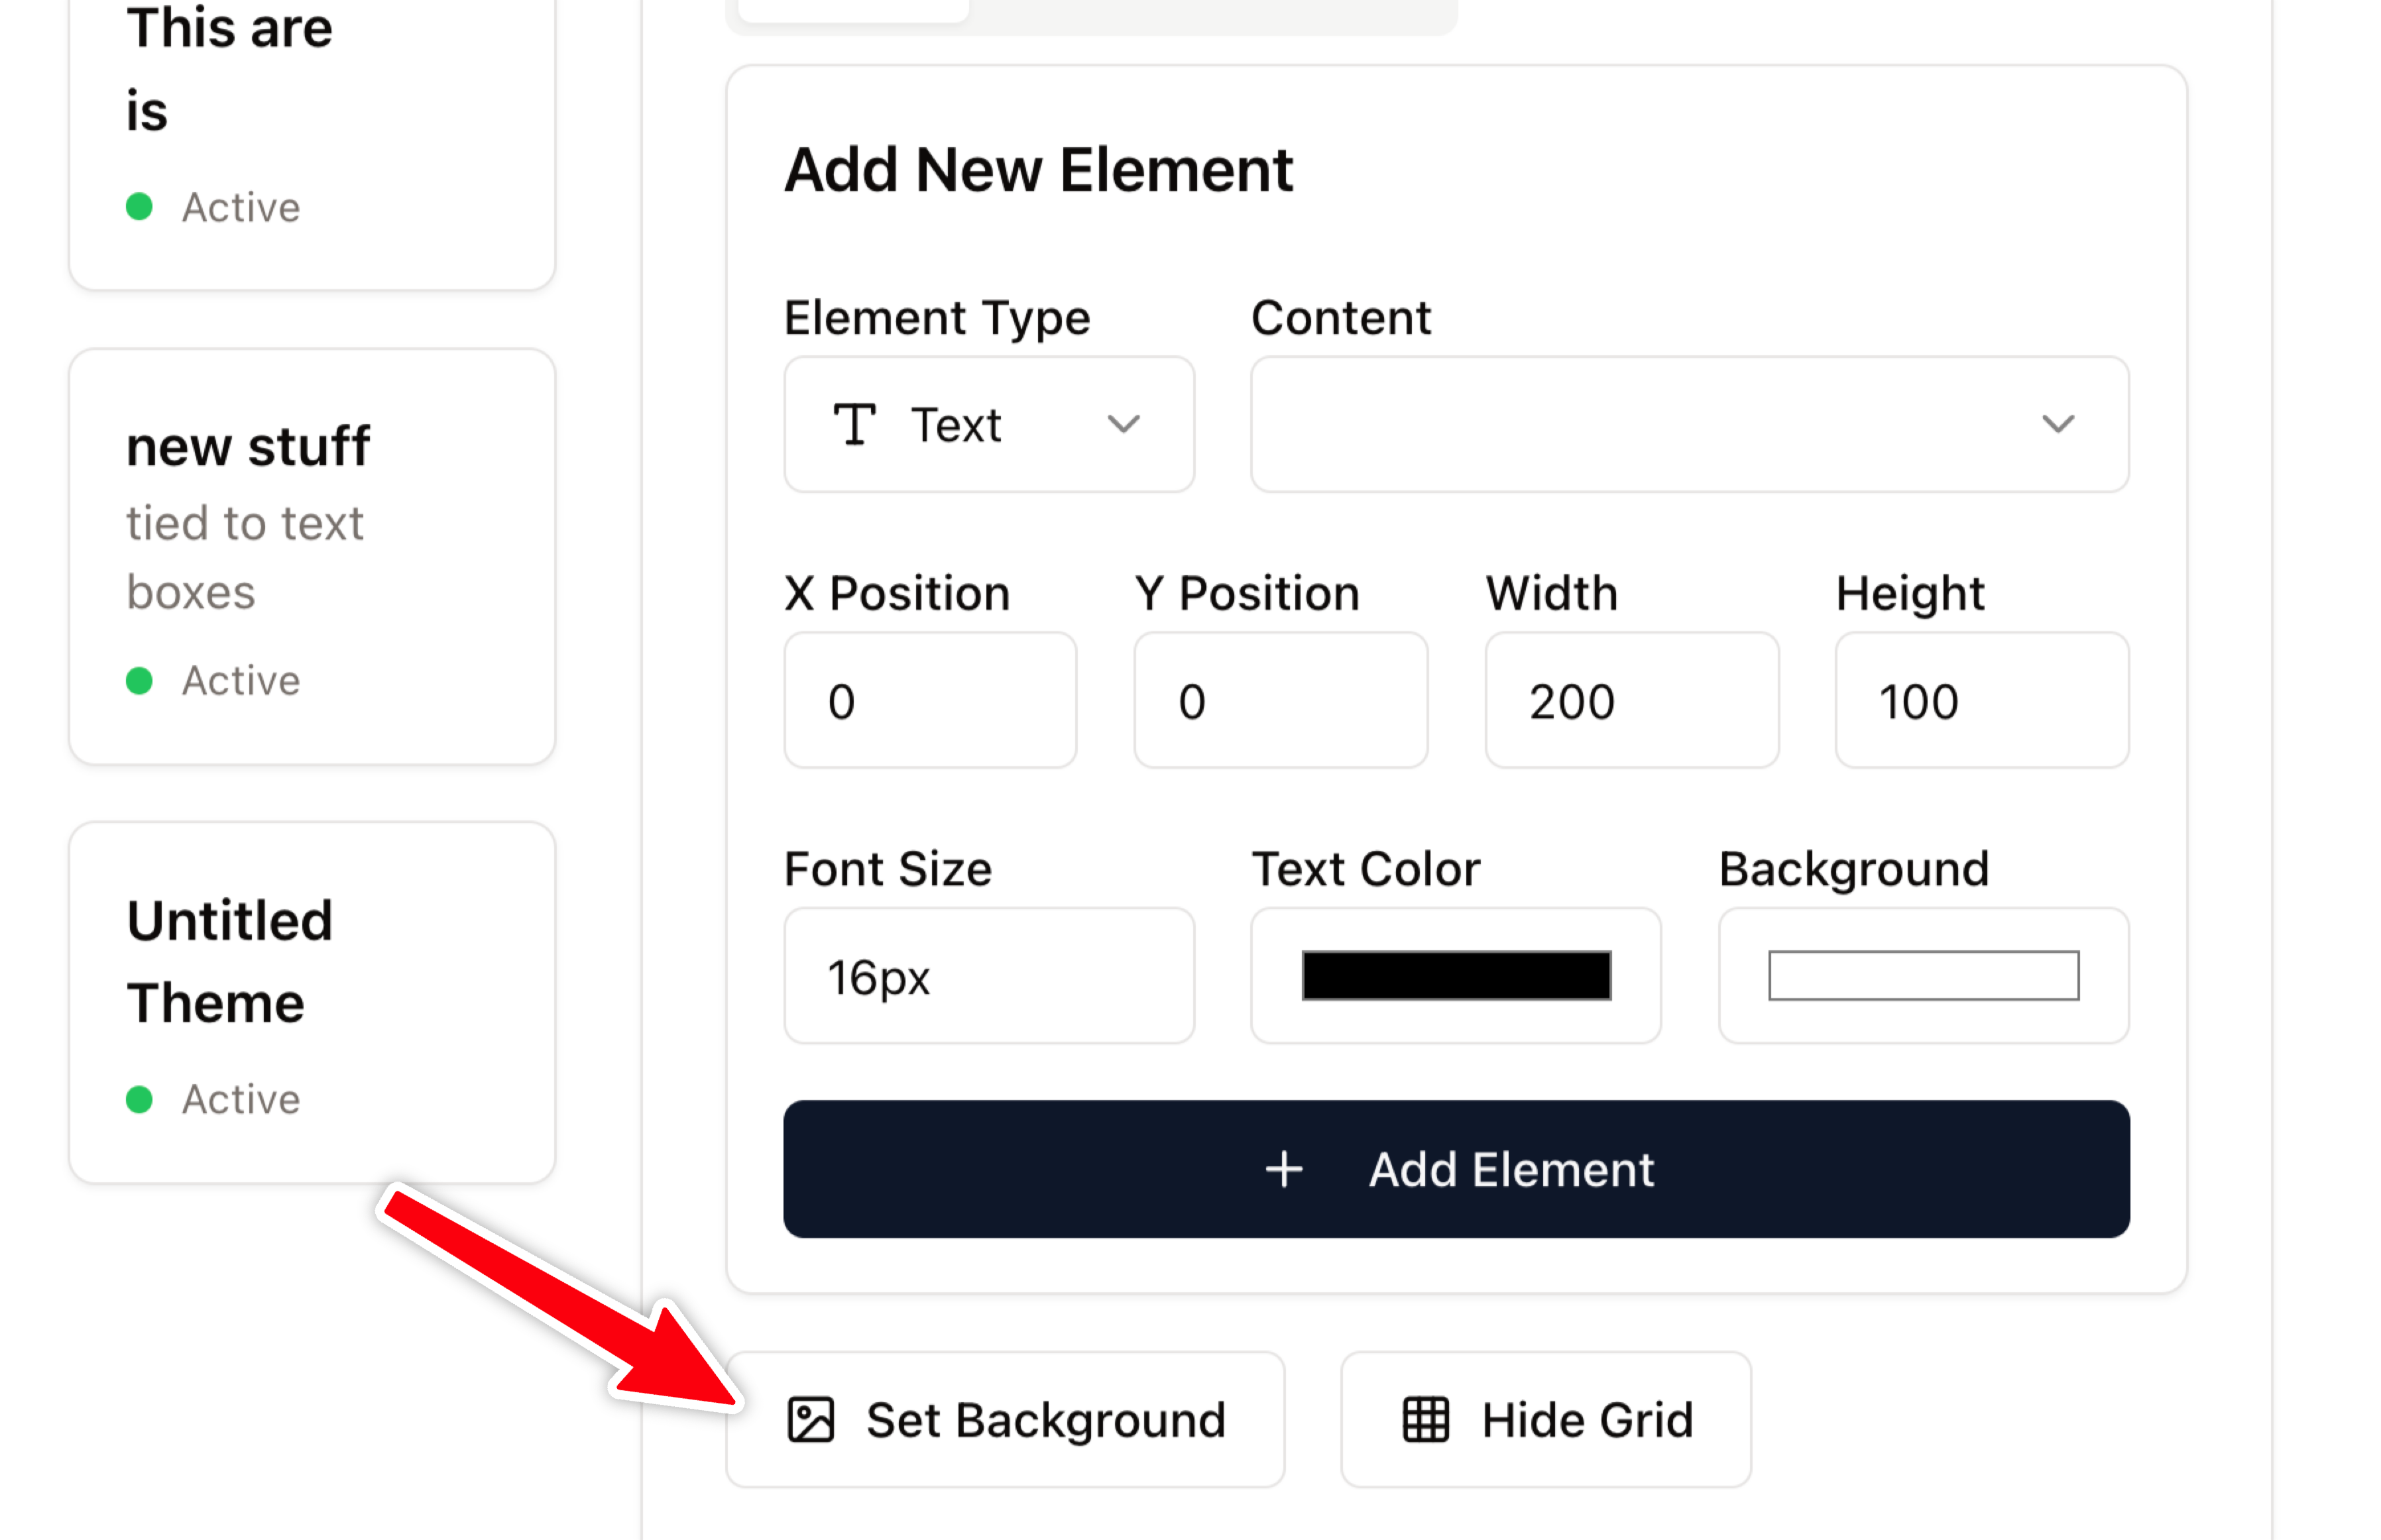 This are
is
Active
new stuff
tied to text
boxes
Active
Untitled
Theme
Active
Add New Element
Element Type
Content
Text
X Position
Y Position
Width
Height
0
0
200
100
Font Size
Text Color
Background
16px
Add Element
Set Background
Hide Grid